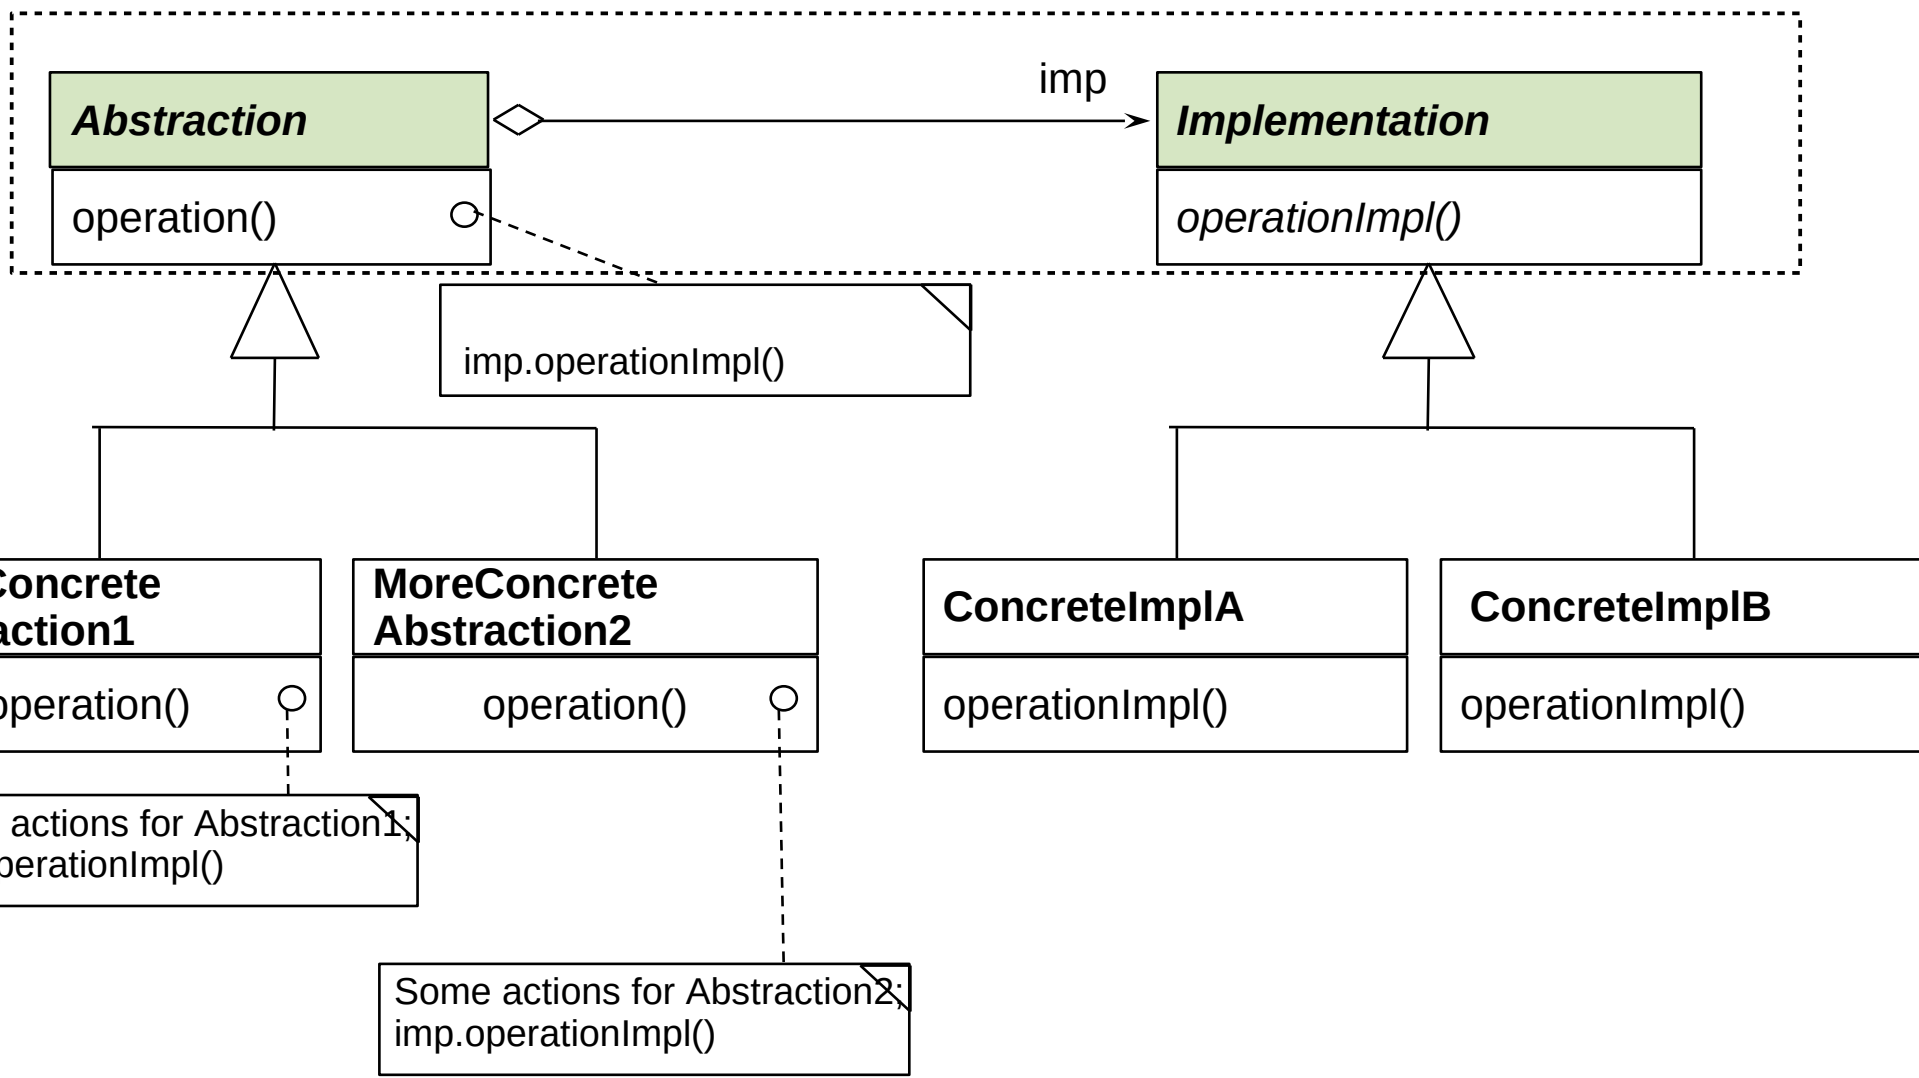 imp
Abstraction
Implementation
operation()
operationImpl()
imp.operationImpl()
Concrete
action1
MoreConcrete
Abstraction2
ConcreteImplA
ConcreteImplB
operation()
operation()
operationImpl()
operationImpl()
actions for Abstraction1;
perationImpl()
Some actions for Abstraction2;
imp.operationImpl()